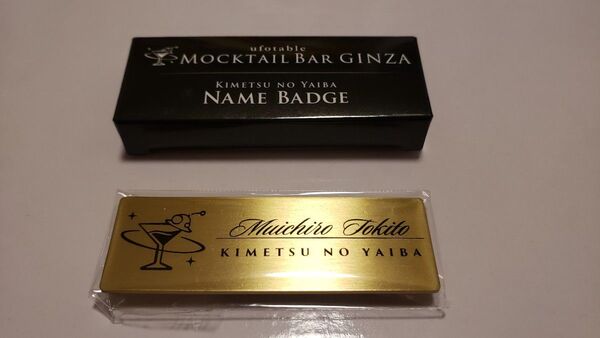 ufotable
MOCKTAIL BAR GINZA
KIMETSU NO YAIBA
NAME BADGE
Muichiro Tokito
KIMETSU NO YAIBA